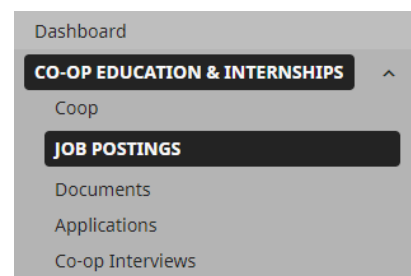 Dashboard
CO-OP EDUCATION & INTERNSHIPS
Coop
JOB POSTINGS
Documents
Applications
Co-op Interviews